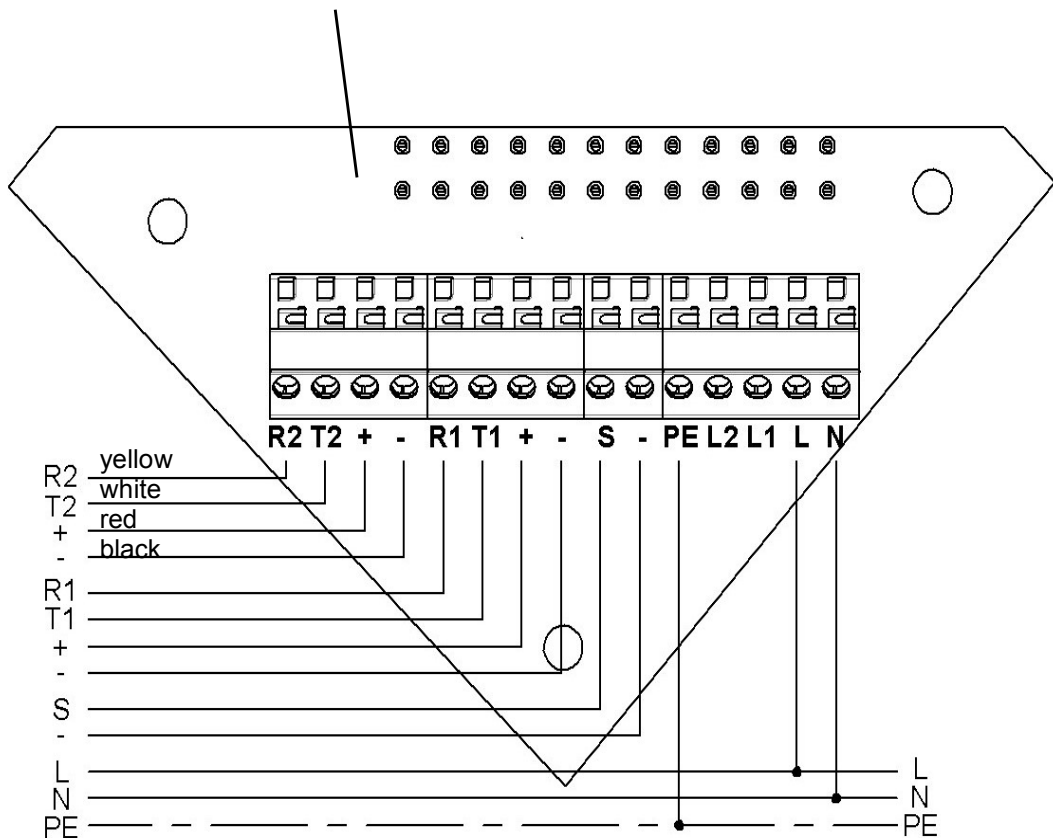 R2 T2 + - R1 T1 + - S - PE L2 L1 L N
R2 yellow
T2 white
+ red
- black
R1
T1
+
-
S
-
L L
N N
PE PE